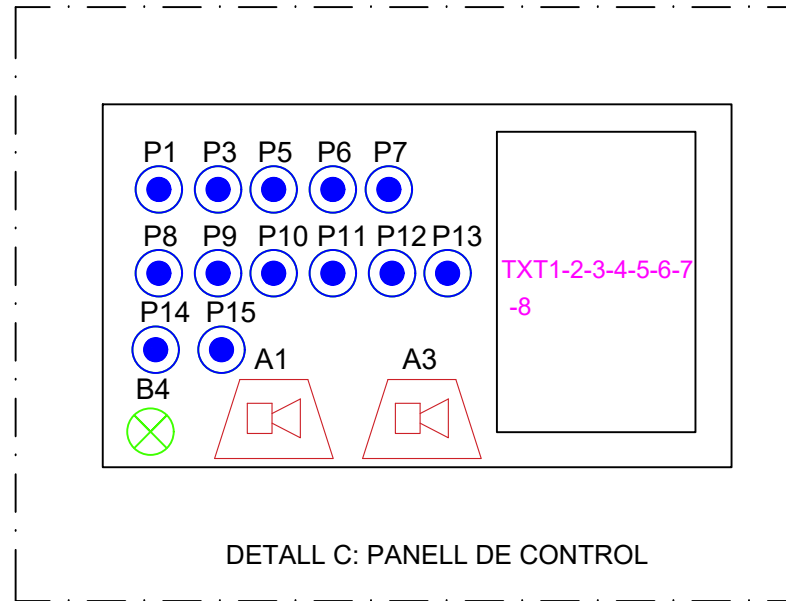 P1 P3 P5 P6 P7
P8 P9 P10 P11 P12 P13
TXT1-2-3-4-5-6-7
-8
P14 P15
A1 A3
B4
DETALL C: PANELL DE CONTROL